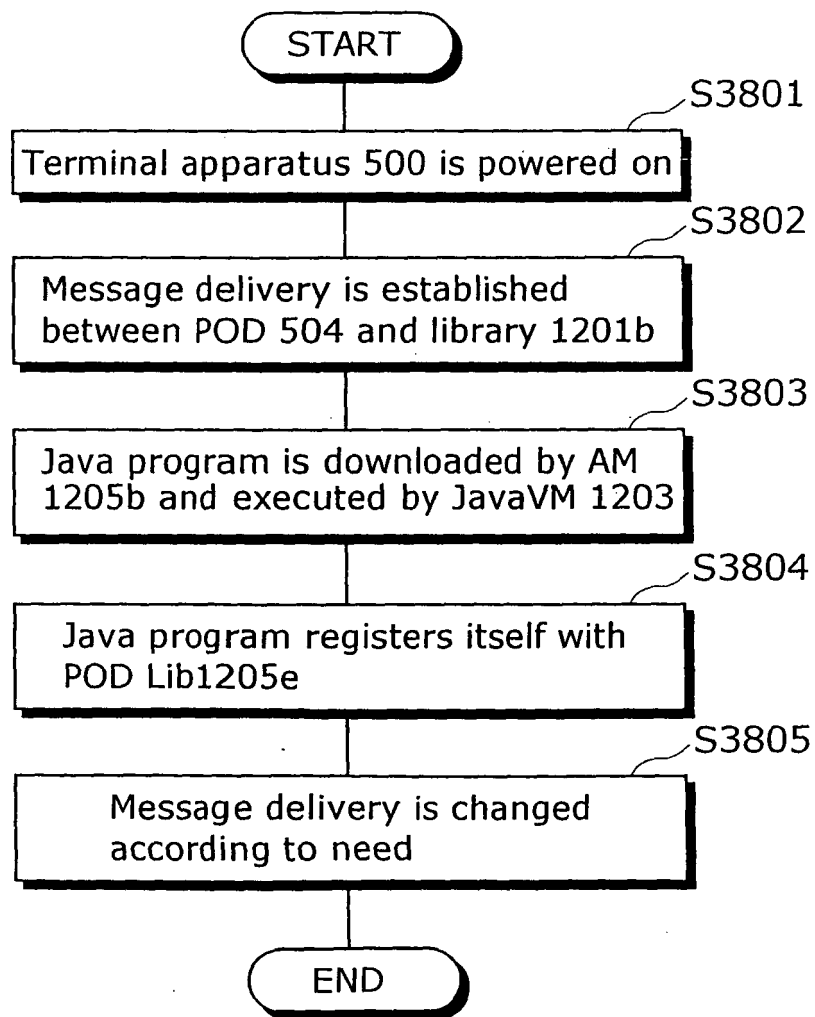 START
S3801
Terminal apparatus 500 is powered on
S3802
Message delivery is established
between POD 504 and library 1201b
S3803
Java program is downloaded by AM
1205b and executed by JavaVM 1203
S3804
Java program registers itself with
POD Lib1205e
S3805
Message delivery is changed
according to need
END